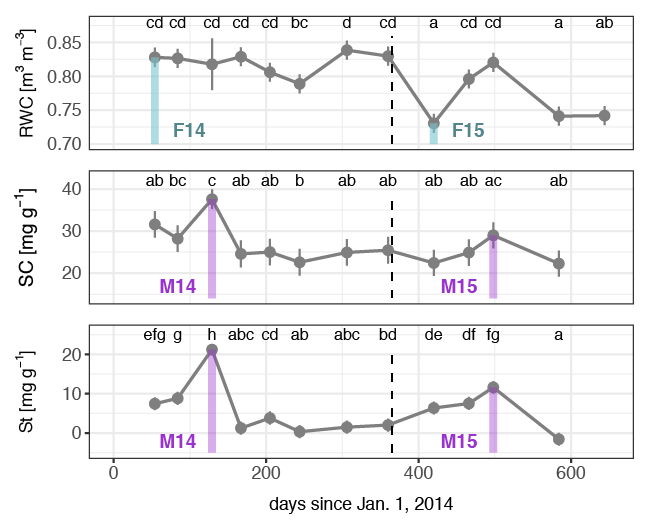 cd cd cd cd cd bc d cd a cd cd a ab
0.85
0.80
0.75
0.70
RWC [m³ m⁻³]
F14
F15
ab bc c ab ab b ab ab ab ab ac ab
40
30
20
SC [mg g⁻¹]
M14
M15
efg g h abc cd ab abc bd de df fg a
20
10
0
St [mg g⁻¹]
M14
M15
0 200 400 600
days since Jan. 1, 2014